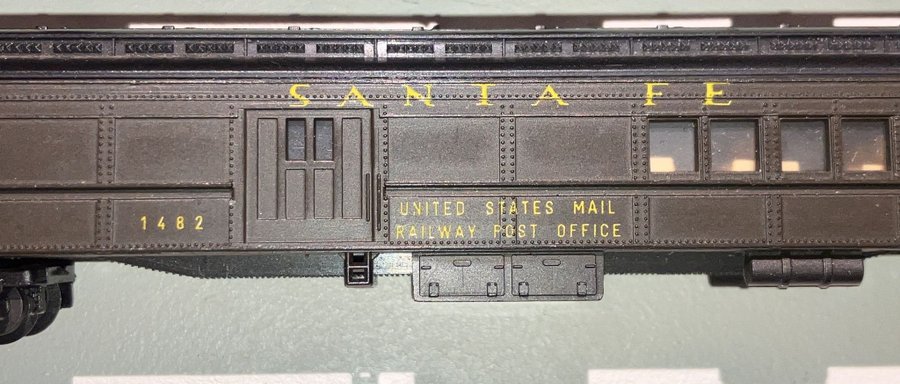 SANTA FE
1482
UNITED STATES MAIL
RAILWAY POST OFFICE